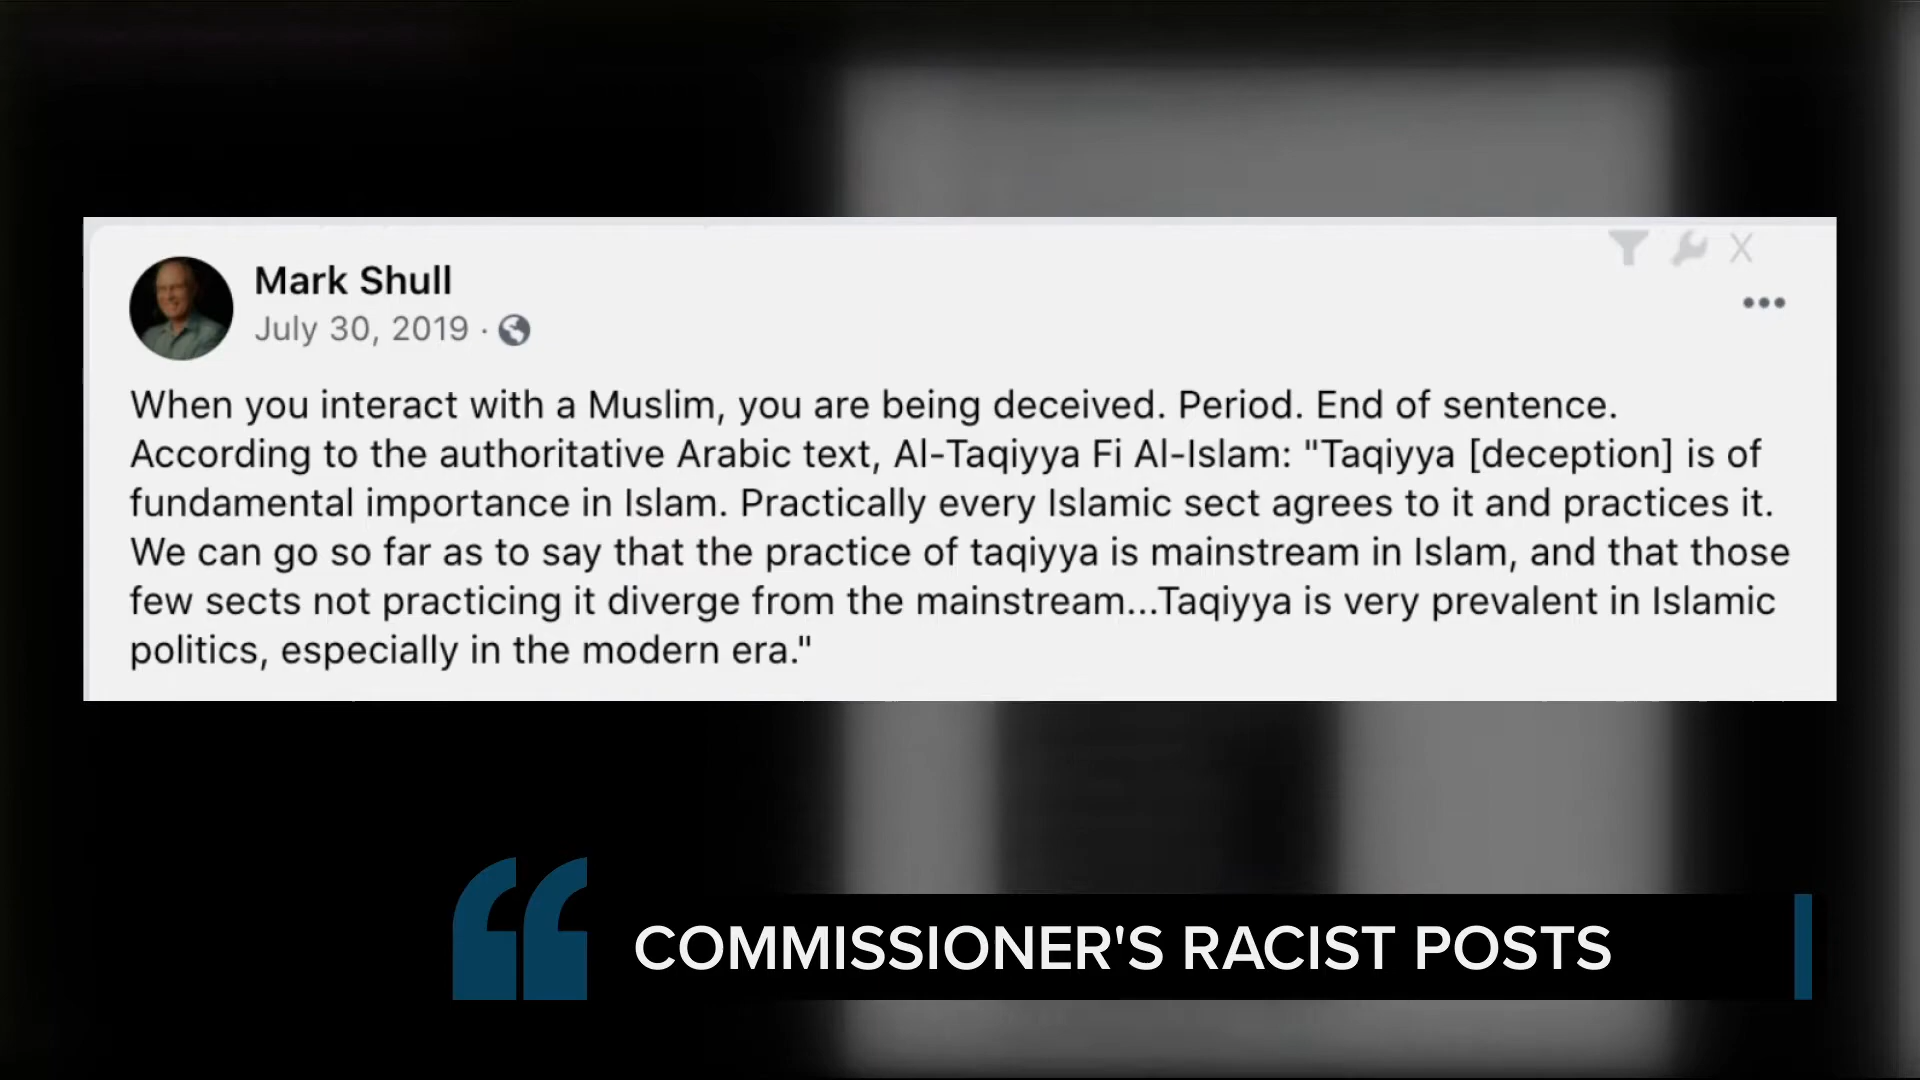 Mark Shull
July 30, 2019 ·
X
When you interact with a Muslim, you are being deceived. Period. End of sentence.
According to the authoritative Arabic text, Al-Taqiyya Fi Al-Islam: "Taqiyya [deception] is of
fundamental importance in Islam. Practically every Islamic sect agrees to it and practices it.
We can go so far as to say that the practice of taqiyya is mainstream in Islam, and that those
few sects not practicing it diverge from the mainstream...Taqiyya is very prevalent in Islamic
politics, especially in the modern era."
COMMISSIONER'S RACIST POSTS